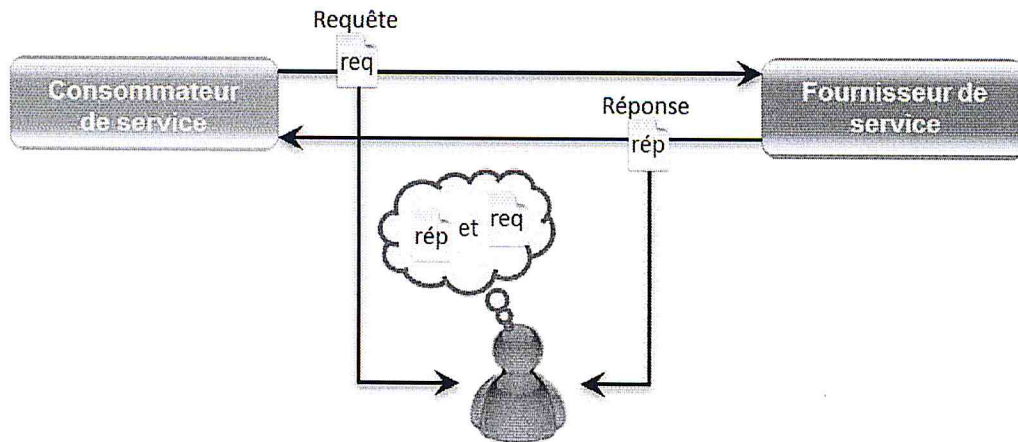 Requête
req
Consommateur
de service
Fournisseur de
service
Réponse
rép
rép et req